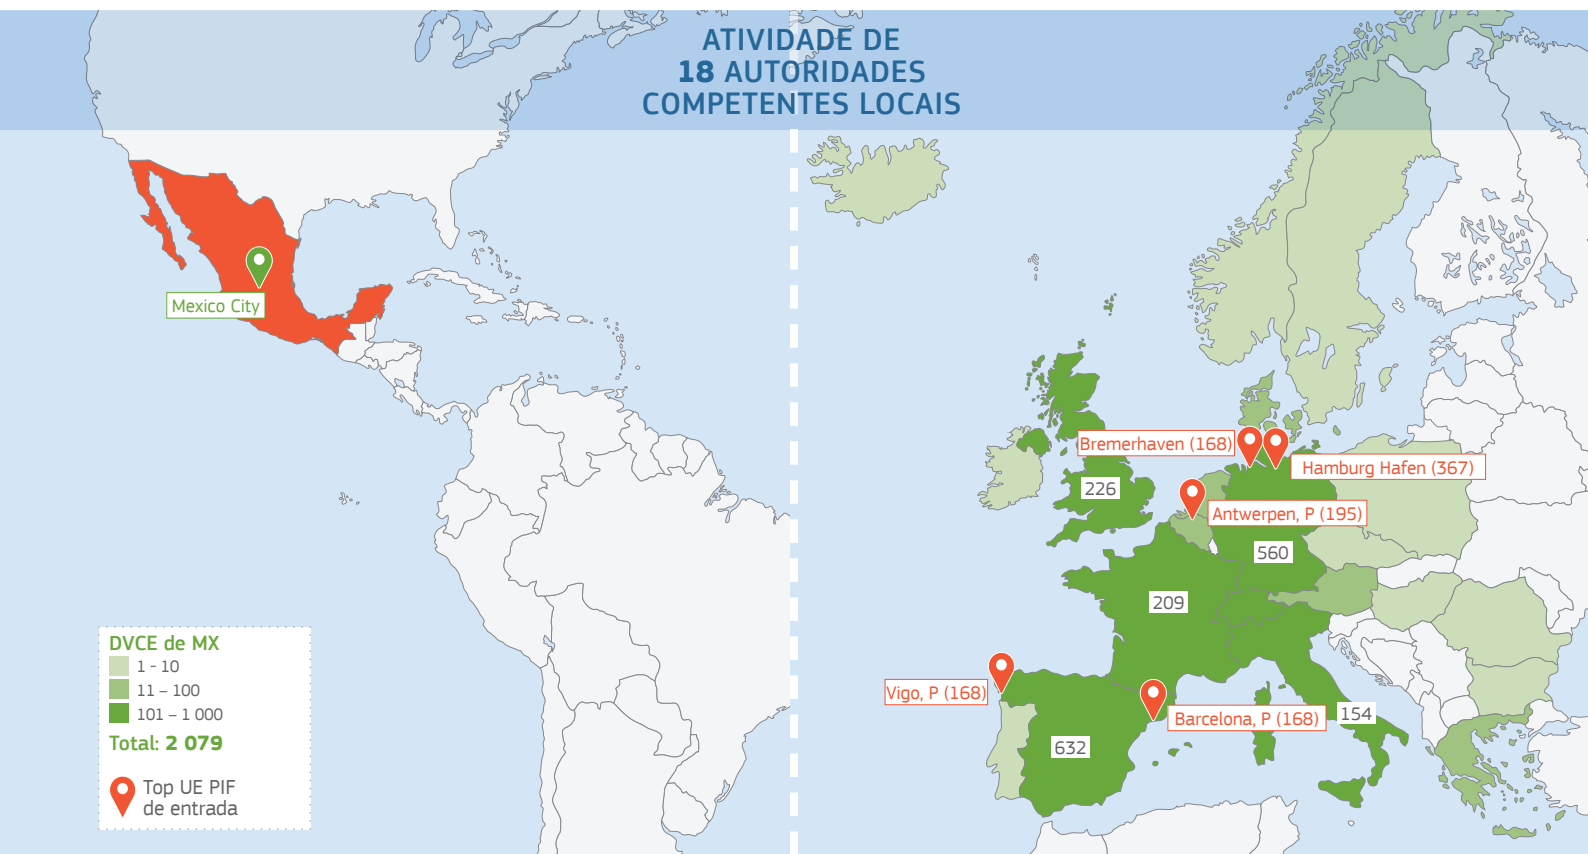 ATIVIDADE DE
18 AUTORIDADES
COMPETENTES LOCAIS
Mexico City
Bremerhaven (168)
Hamburg Hafen (367)
226
Antwerpen, P (195)
560
209
Vigo, P (168)
Barcelona, P (168)
154
632
DVCE de MX
1 - 10
11 – 100
101 – 1 000
Total: 2 079
Top UE PIF
de entrada